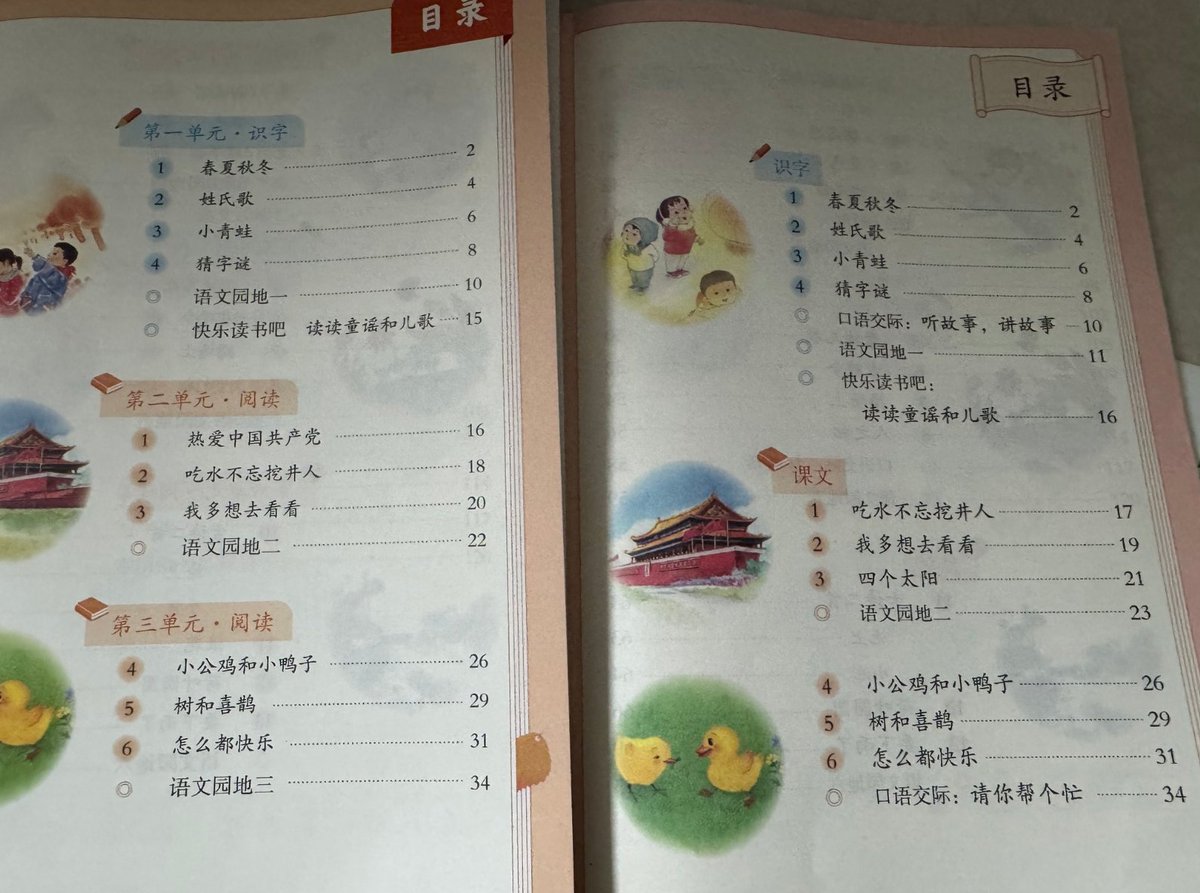 目录
第一单元·识字
1 春夏秋冬 2
2 姓氏歌 4
3 小青蛙 6
4 猜字谜 8
◎ 语文园地一 10
◎ 快乐读书吧 读读童谣和儿歌 15
第二单元·阅读
1 热爱中国共产党 16
2 吃水不忘挖井人 18
3 我多想去看看 20
◎ 语文园地二 22
第三单元·阅读
4 小公鸡和小鸭子 26
5 树和喜鹊 29
6 怎么都快乐 31
◎ 语文园地三 34
目录
识字
1 春夏秋冬 2
2 姓氏歌 4
3 小青蛙 6
4 猜字谜 8
◎ 口语交际：听故事，讲故事 10
◎ 语文园地一 11
◎ 快乐读书吧：
读读童谣和儿歌 16
课文
1 吃水不忘挖井人 17
2 我多想去看看 19
3 四个太阳 21
◎ 语文园地二 23
4 小公鸡和小鸭子 26
5 树和喜鹊 29
6 怎么都快乐 31
◎ 口语交际：请你帮个忙 34